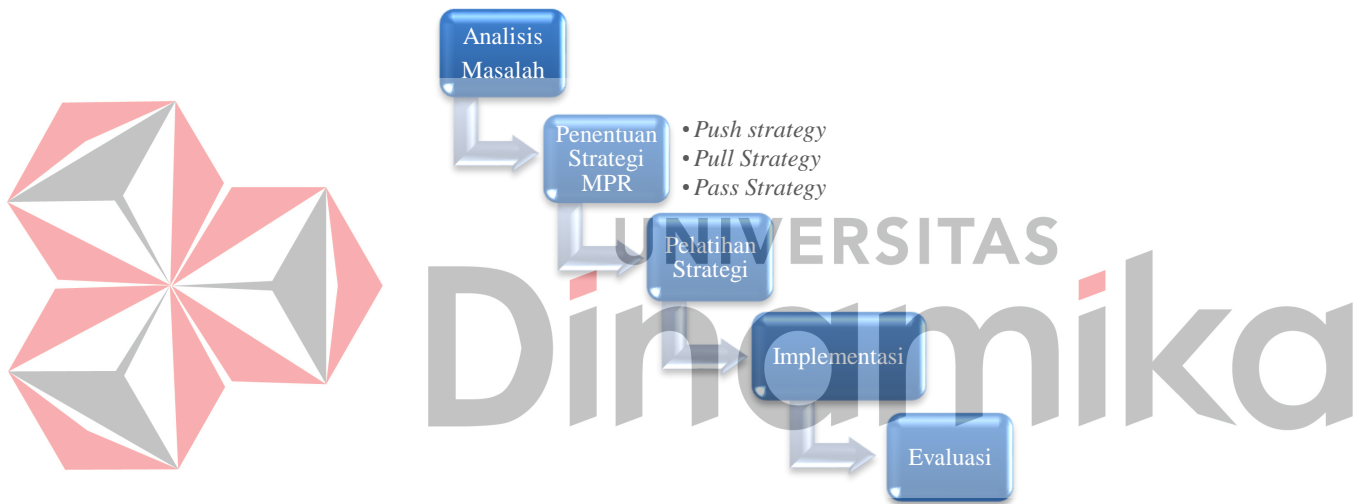 Analisis
Masalah
Penentuan
Strategi
MPR
• Push strategy
• Pull Strategy
• Pass Strategy
UNIVERSITAS
Dinamika
Pelatihan
Strategi
Implementasi
Evaluasi